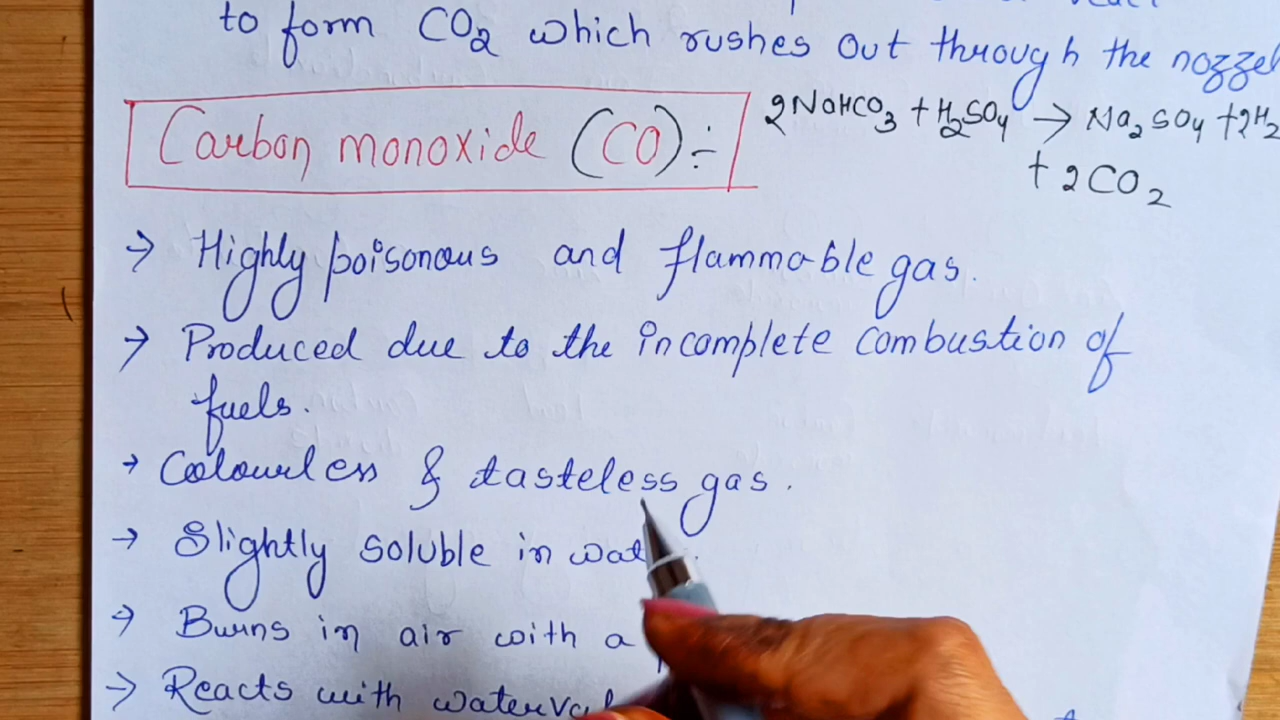 to form CO₂ which rushes out through the nozzel
Carbon monoxide (CO):-
2NaHCO₃ + H₂SO₄ → Na₂SO₄ + 2H₂
+ 2CO₂
→ Highly poisonous and flammable gas.
→ Produced due to the incomplete combustion of
fuels.
→ Colourless & tasteless gas.
→ Slightly soluble in wat
→ Burns in air with a
→ Reacts with water